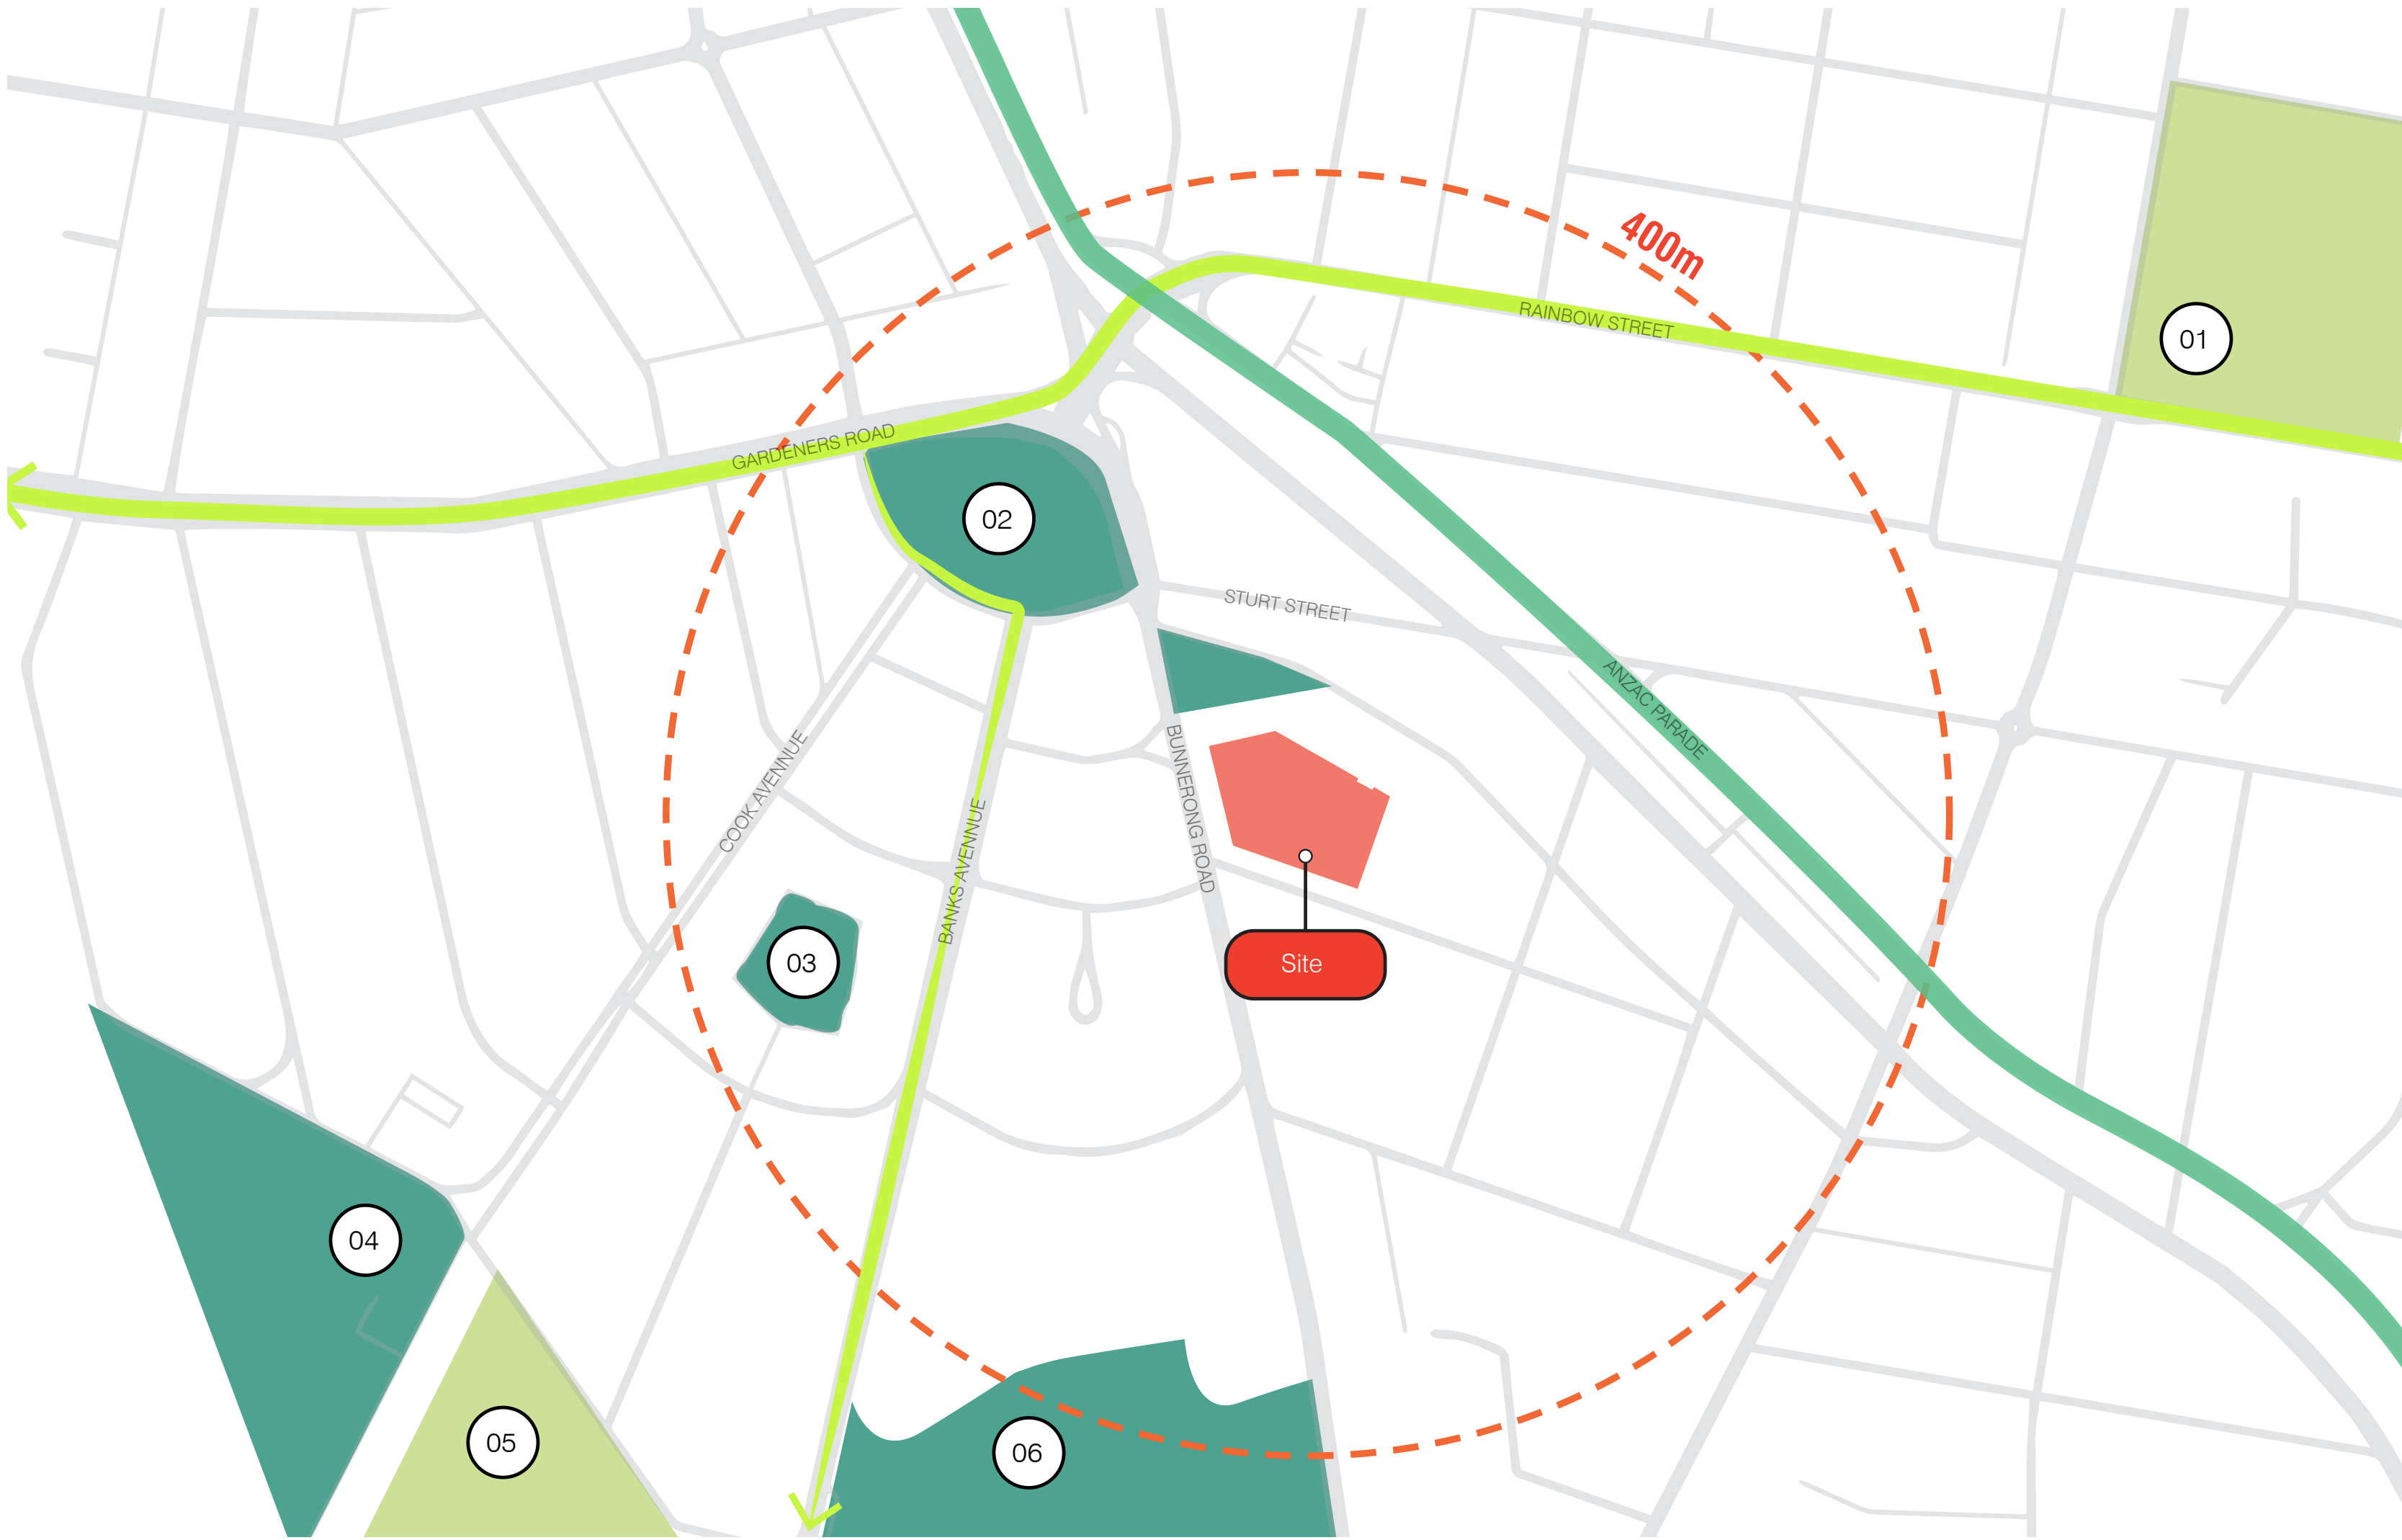 400m
RAINBOW STREET
01
GARDENERS ROAD
02
STURT STREET
ANZAC PARADE
COOK AVENNUE
BANKS AVENNUE
BUNNERONG ROAD
03
Site
04
05
06